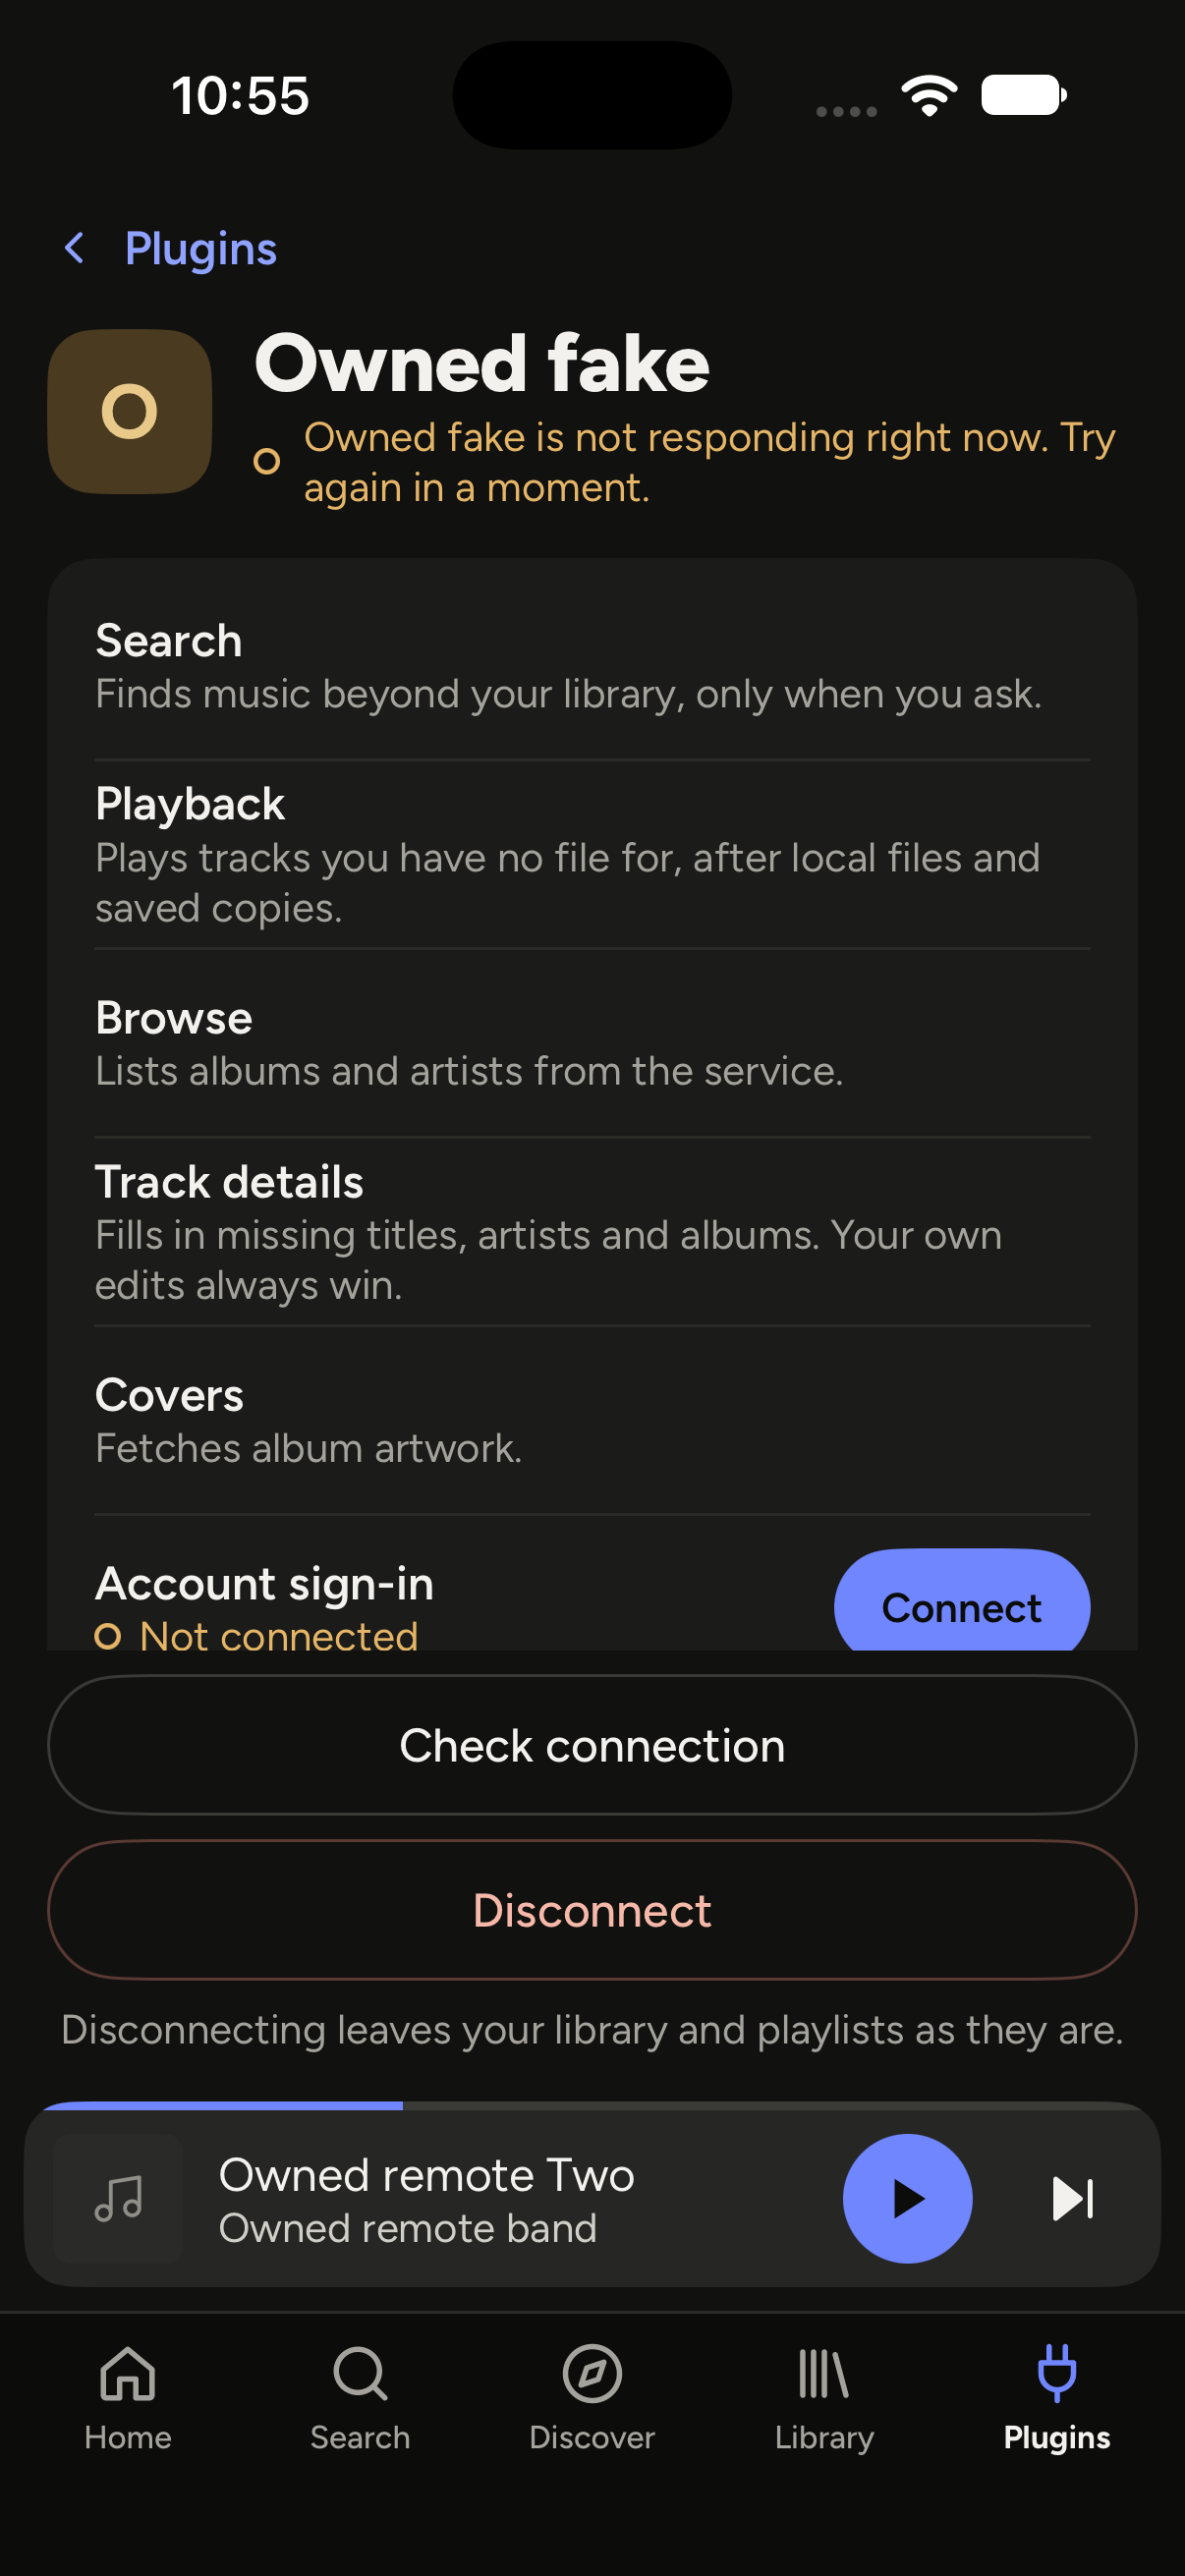 10:55
Plugins
O
Owned fake
Owned fake is not responding right now. Try
again in a moment.
Search
Finds music beyond your library, only when you ask.
Playback
Plays tracks you have no file for, after local files and
saved copies.
Browse
Lists albums and artists from the service.
Track details
Fills in missing titles, artists and albums. Your own
edits always win.
Covers
Fetches album artwork.
Account sign-in
Not connected
Connect
Check connection
Disconnect
Disconnecting leaves your library and playlists as they are.
Owned remote Two
Owned remote band
Home
Search
Discover
Library
Plugins